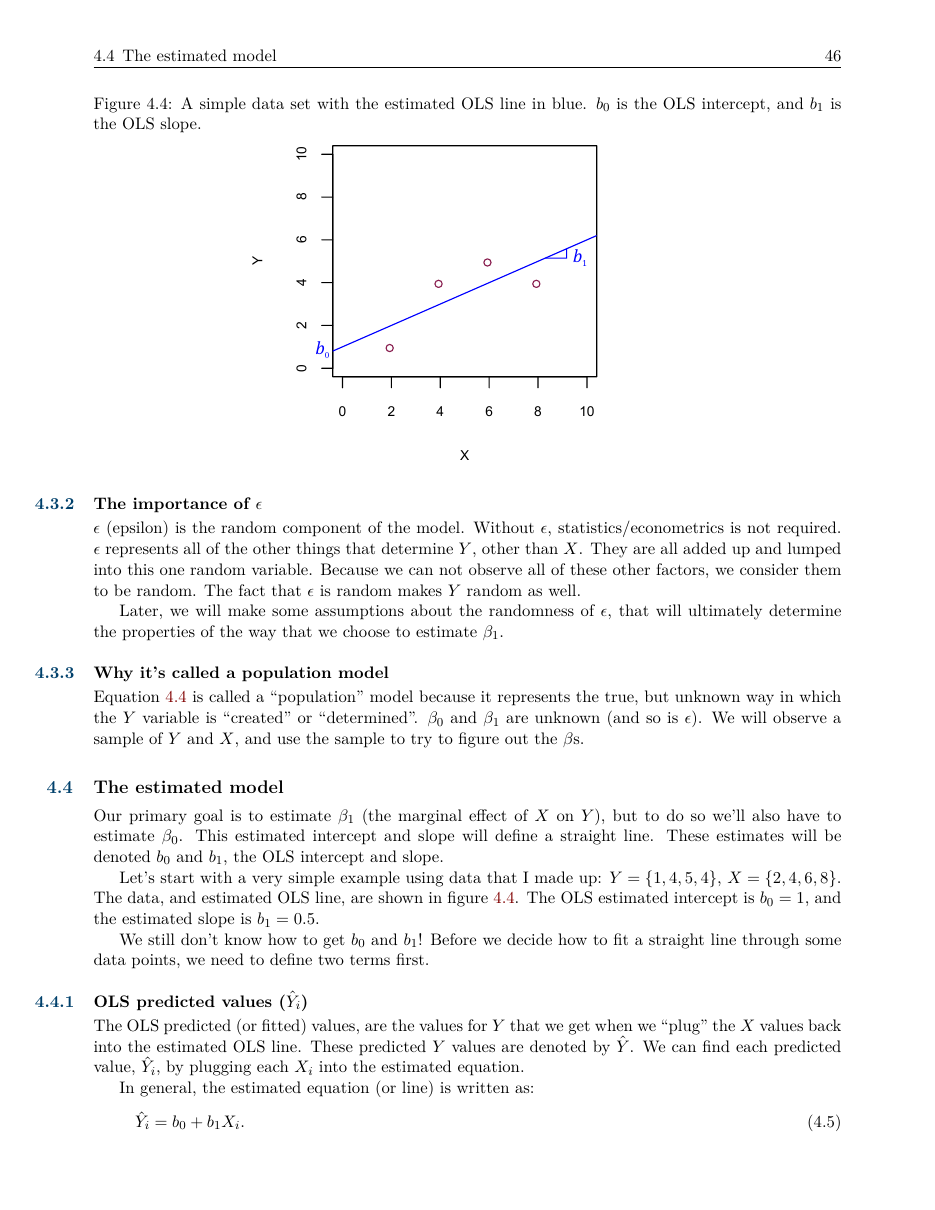 4.4 The estimated model 46
Figure 4.4: A simple data set with the estimated OLS line in blue. b₀ is the OLS intercept, and b₁ is
the OLS slope.
10
8
6
4
2
0
Y
b₀
b₁
0 2 4 6 8 10
X
4.3.2 The importance of ϵ
ϵ (epsilon) is the random component of the model. Without ϵ, statistics/econometrics is not required.
ϵ represents all of the other things that determine Y, other than X. They are all added up and lumped
into this one random variable. Because we can not observe all of these other factors, we consider them
to be random. The fact that ϵ is random makes Y random as well.
Later, we will make some assumptions about the randomness of ϵ, that will ultimately determine
the properties of the way that we choose to estimate β₁.
4.3.3 Why it's called a population model
Equation 4.4 is called a “population” model because it represents the true, but unknown way in which
the Y variable is “created” or “determined”. β₀ and β₁ are unknown (and so is ϵ). We will observe a
sample of Y and X, and use the sample to try to figure out the βs.
4.4 The estimated model
Our primary goal is to estimate β₁ (the marginal effect of X on Y), but to do so we'll also have to
estimate β₀. This estimated intercept and slope will define a straight line. These estimates will be
denoted b₀ and b₁, the OLS intercept and slope.
Let's start with a very simple example using data that I made up: Y = {1, 4, 5, 4}, X = {2, 4, 6, 8}.
The data, and estimated OLS line, are shown in figure 4.4. The OLS estimated intercept is b₀ = 1, and
the estimated slope is b₁ = 0.5.
We still don't know how to get b₀ and b₁! Before we decide how to fit a straight line through some
data points, we need to define two terms first.
4.4.1 OLS predicted values (Ŷᵢ)
The OLS predicted (or fitted) values, are the values for Y that we get when we “plug” the X values back
into the estimated OLS line. These predicted Y values are denoted by Ŷ. We can find each predicted
value, Ŷᵢ, by plugging each Xᵢ into the estimated equation.
In general, the estimated equation (or line) is written as:
Ŷᵢ = b₀ + b₁Xᵢ. (4.5)